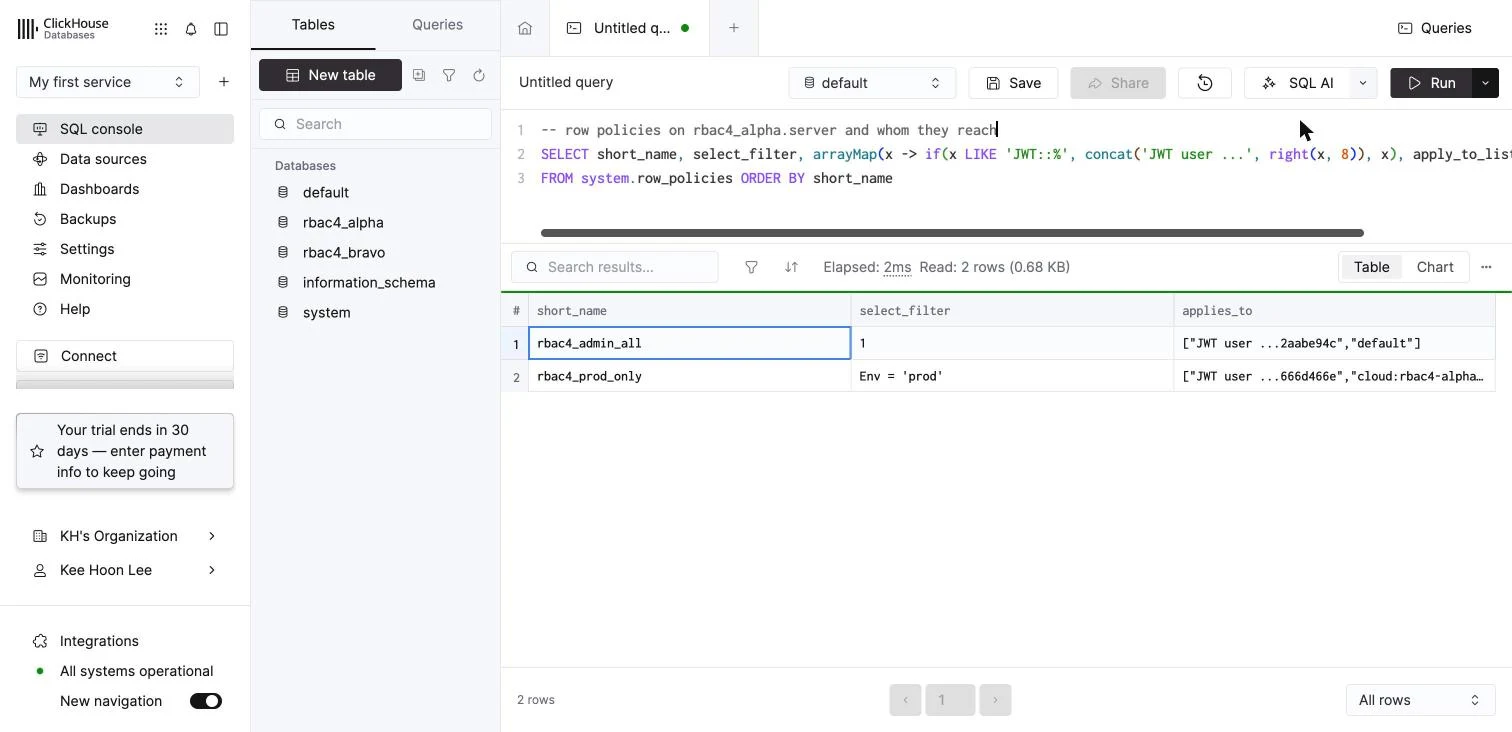 ClickHouse
Databases
My first service
SQL console
Data sources
Dashboards
Backups
Settings
Monitoring
Help
Connect
Your trial ends in 30
days — enter payment
info to keep going
KH's Organization
Kee Hoon Lee
Integrations
All systems operational
New navigation
Tables Queries
New table
Search
Databases
default
rbac4_alpha
rbac4_bravo
information_schema
system
Untitled q... +
Queries
Untitled query
default
Save
Share
SQL AI
Run
1 -- row policies on rbac4_alpha.server and whom they reach
2 SELECT short_name, select_filter, arrayMap(x -> if(x LIKE 'JWT::%', concat('JWT user ...', right(x, 8)), x), apply_to_list
3 FROM system.row_policies ORDER BY short_name
Search results...
Elapsed: 2ms Read: 2 rows (0.68 KB)
Table Chart
# short_name select_filter applies_to
1 rbac4_admin_all 1 ["JWT user ...2aabe94c","default"]
2 rbac4_prod_only Env = 'prod' ["JWT user ...666d466e","cloud:rbac4-alpha…
2 rows
‹ 1 ›
All rows